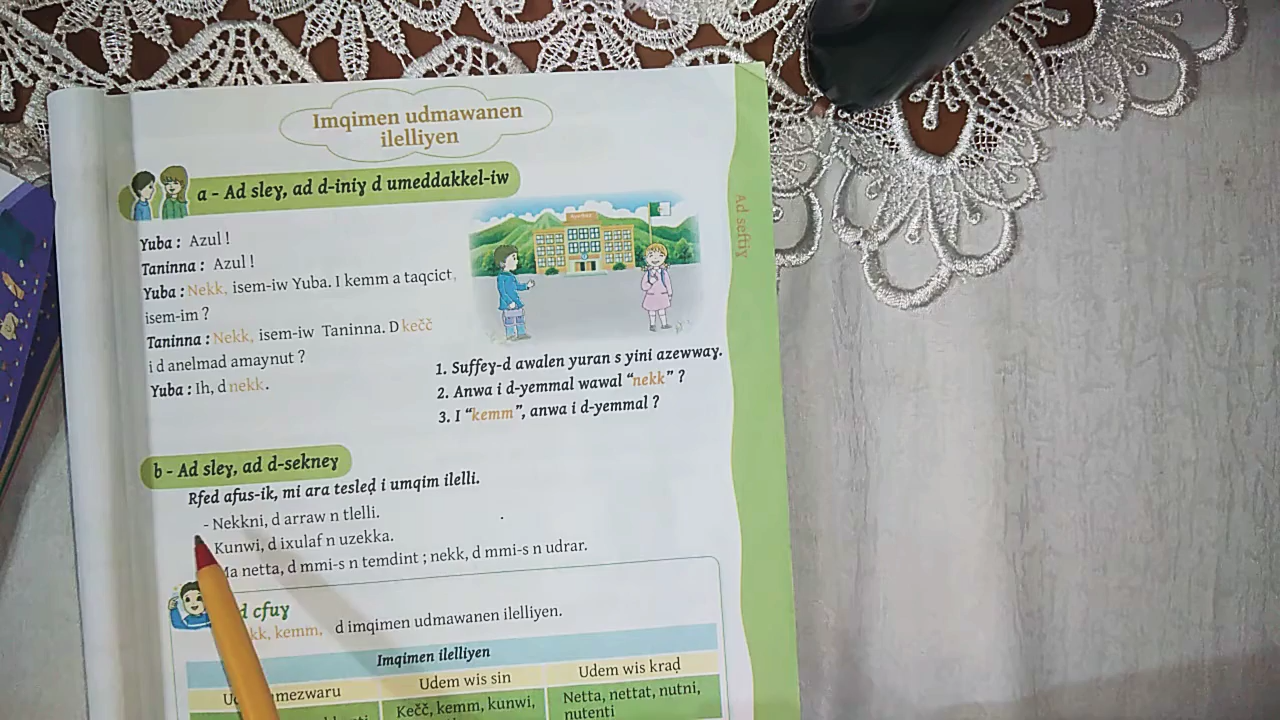 Imqimen udmawanen
ilelliyen
a - Ad sleɣ, ad d-iniɣ d umeddakkel-iw
Yuba : Azul !
Taninna : Azul !
Yuba : Nekk, isem-iw Yuba. I kemm a taqcict,
isem-im ?
Taninna : Nekk, isem-iw Taninna. D kečč
i d anelmad amaynut ?
Yuba : Ih, d nekk.
1. Suffeɣ-d awalen yuran s yini azewwaɣ.
2. Anwa i d-yemmal wawal “nekk” ?
3. I “kemm”, anwa i d-yemmal ?
Ad seftiɣ
b - Ad sleɣ, ad d-sekneɣ
Rfed afus-ik, mi ara tesleḍ i umqim ilelli.
- Nekkni, d arraw n tlelli.
Kunwi, d ixulaf n uzekka.
Ma netta, d mmi-s n temdint ; nekk, d mmi-s n udrar.
cfuɣ
kemm, d imqimen udmawanen ilelliyen.
Imqimen ilelliyen
umezwaru Udem wis sin Udem wis kraḍ
Kečč, kemm, kunwi, Netta, nettat, nutni,
nutenti